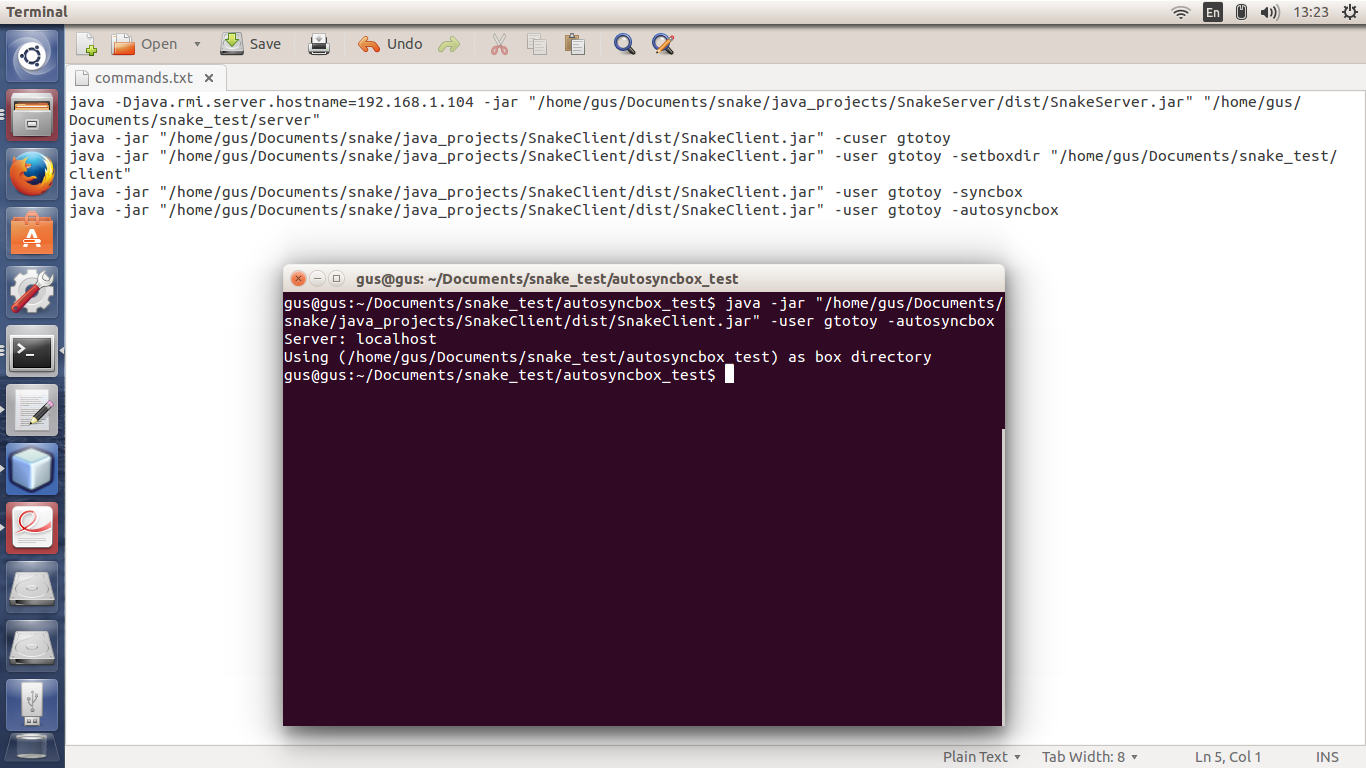 Terminal
En
13:23
Open
Save
Undo
commands.txt
java -Djava.rmi.server.hostname=192.168.1.104 -jar "/home/gus/Documents/snake/java_projects/SnakeServer/dist/SnakeServer.jar" "/home/gus/
Documents/snake_test/server"
java -jar "/home/gus/Documents/snake/java_projects/SnakeClient/dist/SnakeClient.jar" -cuser gtotoy
java -jar "/home/gus/Documents/snake/java_projects/SnakeClient/dist/SnakeClient.jar" -user gtotoy -setboxdir "/home/gus/Documents/snake_test/
client"
java -jar "/home/gus/Documents/snake/java_projects/SnakeClient/dist/SnakeClient.jar" -user gtotoy -syncbox
java -jar "/home/gus/Documents/snake/java_projects/SnakeClient/dist/SnakeClient.jar" -user gtotoy -autosyncbox
gus@gus: ~/Documents/snake_test/autosyncbox_test
gus@gus:~/Documents/snake_test/autosyncbox_test$ java -jar "/home/gus/Documents/
snake/java_projects/SnakeClient/dist/SnakeClient.jar" -user gtotoy -autosyncbox
Server: localhost
Using (/home/gus/Documents/snake_test/autosyncbox_test) as box directory
gus@gus:~/Documents/snake_test/autosyncbox_test$
Plain Text
Tab Width: 8
Ln 5, Col 1
INS